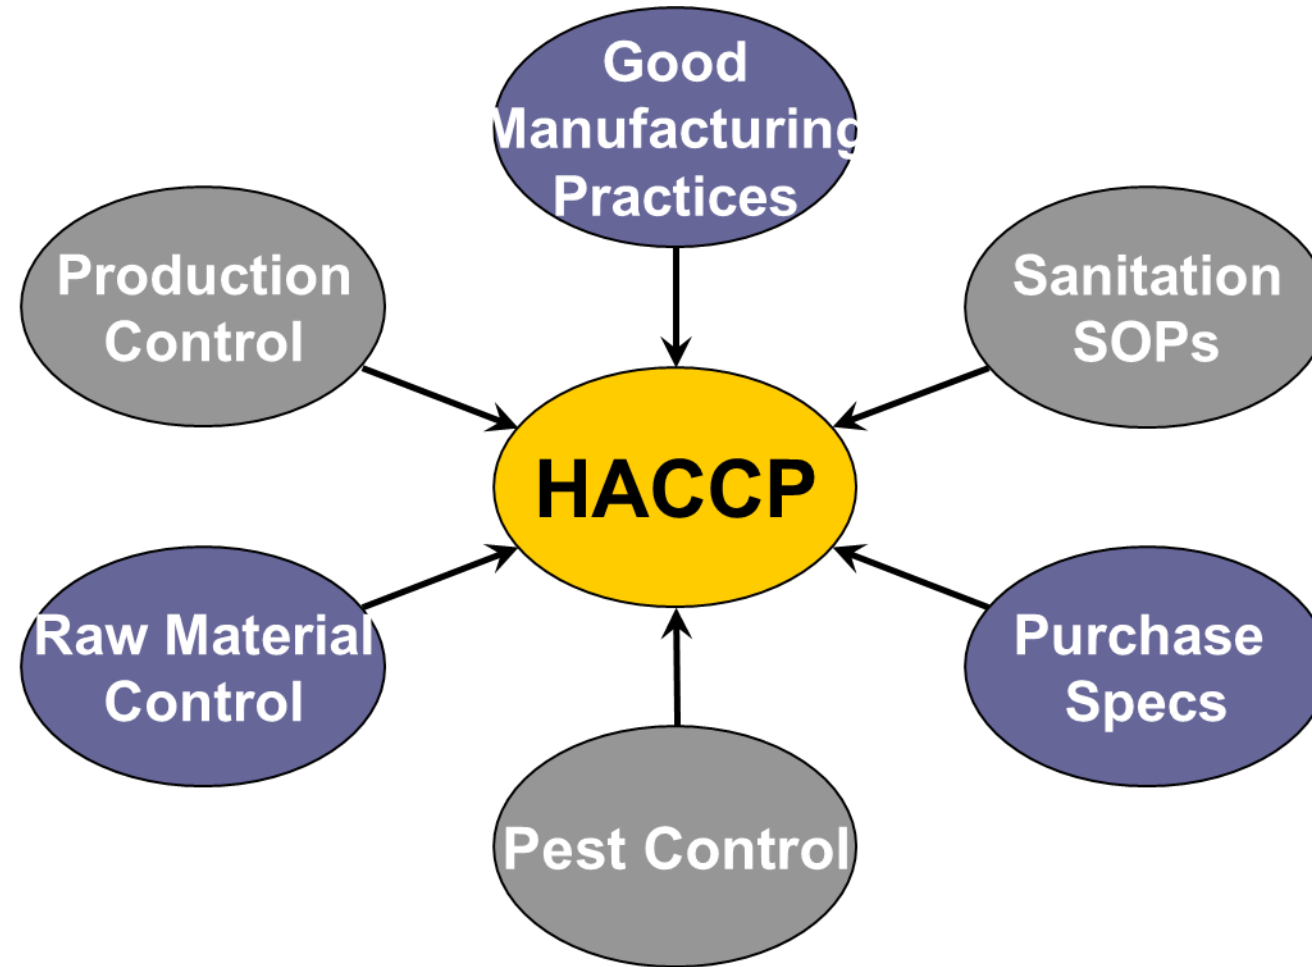 Good
Manufacturing
Practices
Production
Control
Sanitation
SOPs
HACCP
Raw Material
Control
Purchase
Specs
Pest Control